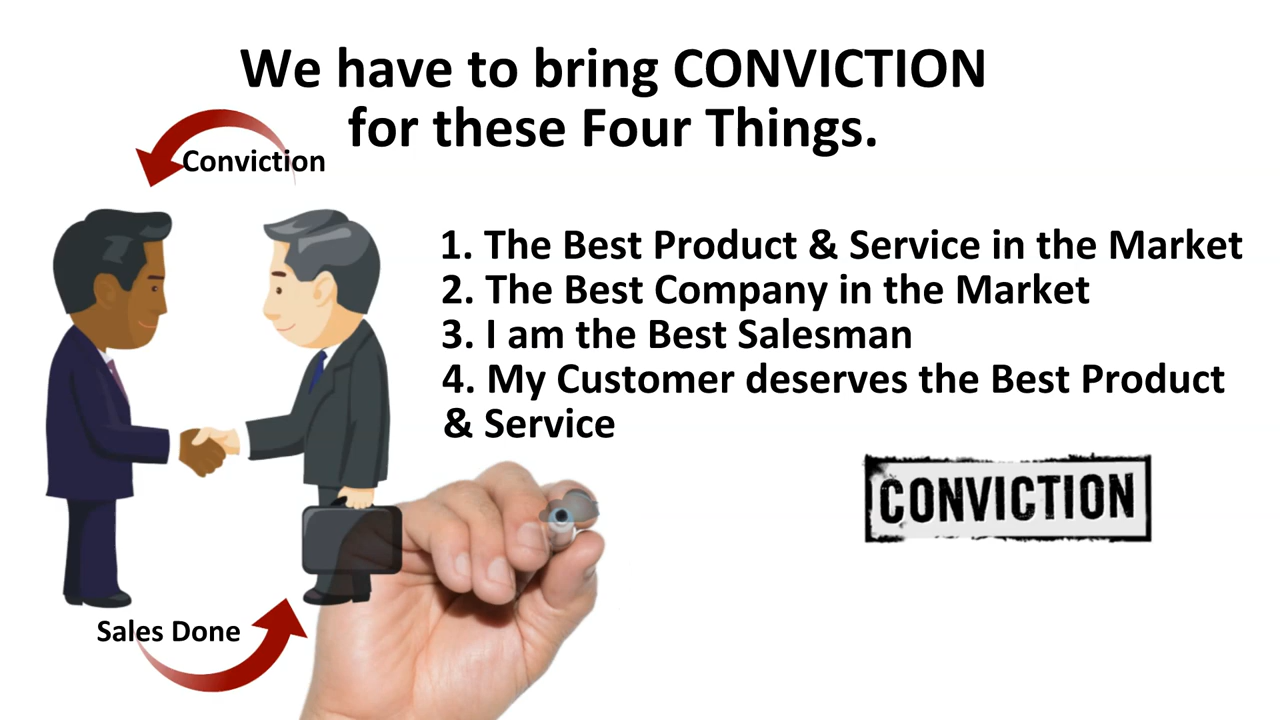 We have to bring CONVICTION
for these Four Things.
Conviction
1. The Best Product & Service in the Market
2. The Best Company in the Market
3. I am the Best Salesman
4. My Customer deserves the Best Product
& Service
CONVICTION
Sales Done